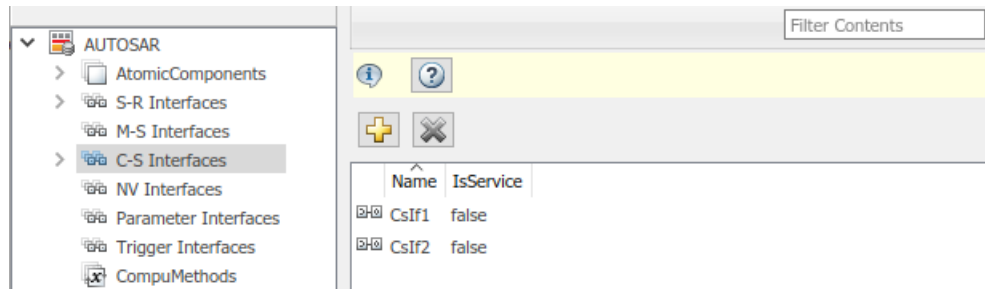 Filter Contents
AUTOSAR
AtomicComponents
S-R Interfaces
M-S Interfaces
C-S Interfaces
NV Interfaces
Parameter Interfaces
Trigger Interfaces
CompuMethods
Name IsService
CsIf1 false
CsIf2 false